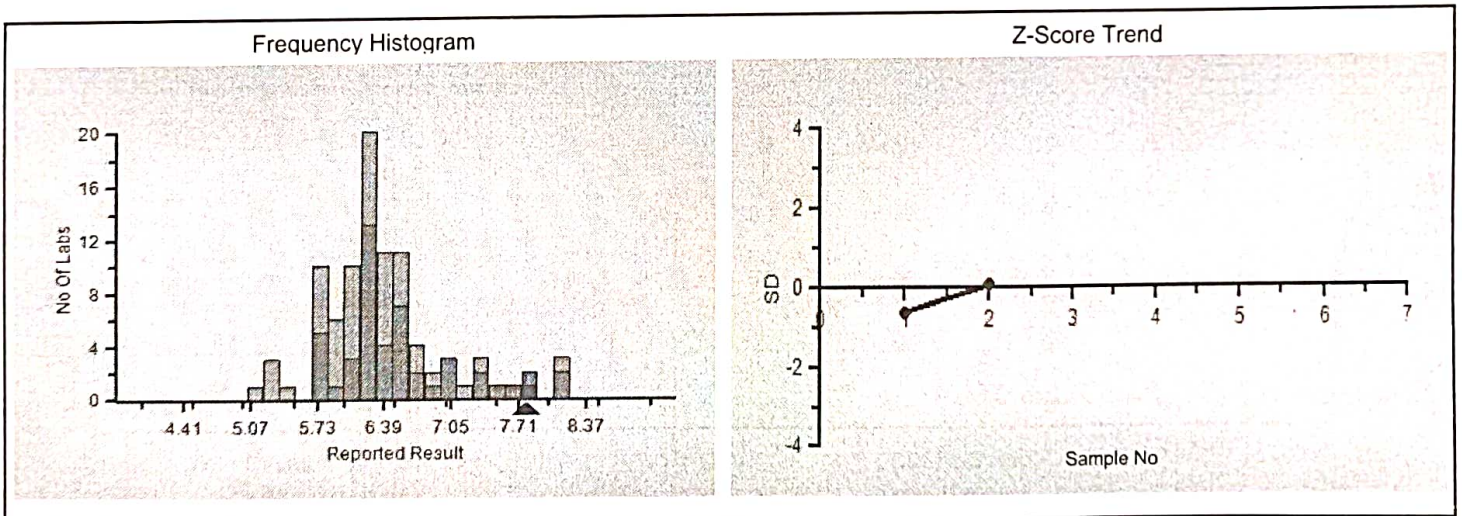 Frequency Histogram
20
16
12
8
4
0
No Of Labs
4.41 5.07 5.73 6.39 7.05 7.71 8.37
Reported Result
Z-Score Trend
4
2
0
-2
-4
SD
0 1 2 3 4 5 6 7
Sample No